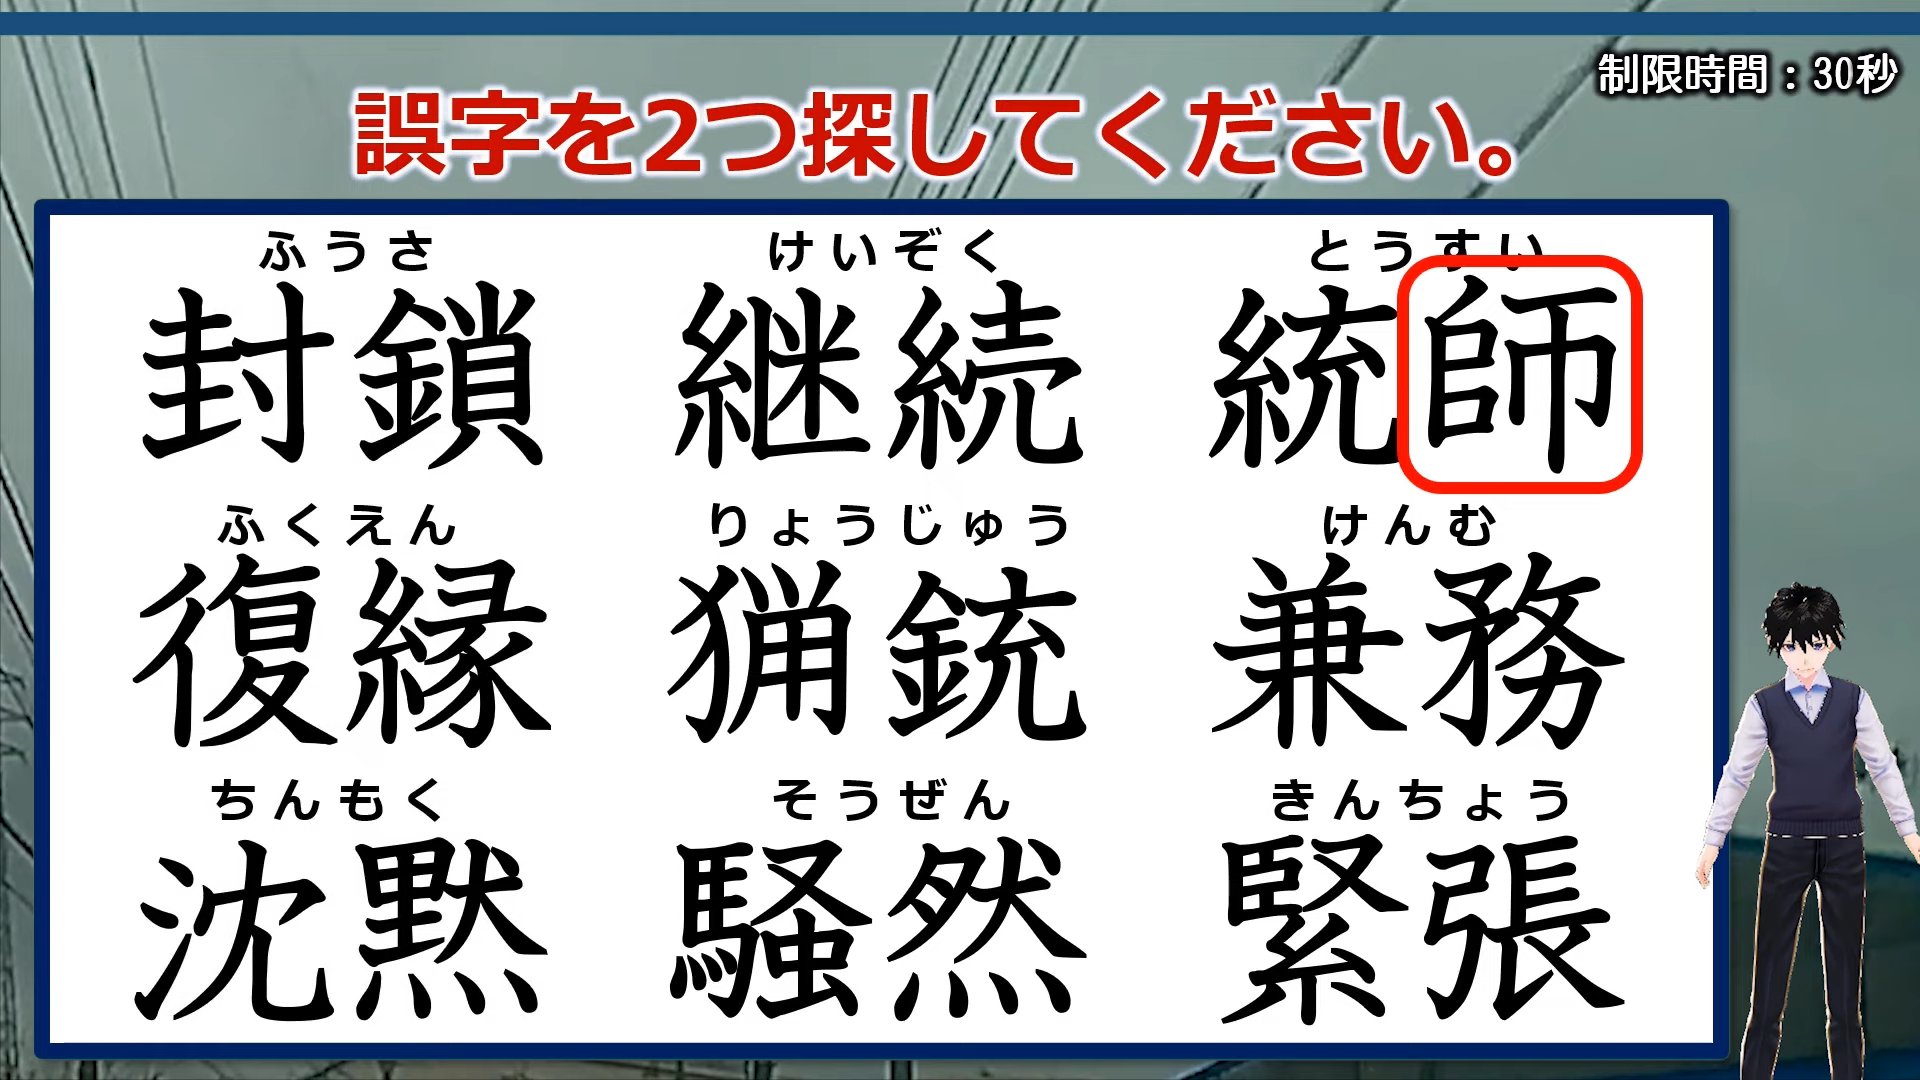 制限時間：30秒
誤字を2つ探してください。
ふうさ けいぞく とうすい
封鎖 継続 統師
ふくえん りょうじゅう けんむ
復縁 猟銃 兼務
ちんもく そうぜん きんちょう
沈黙 騒然 緊張